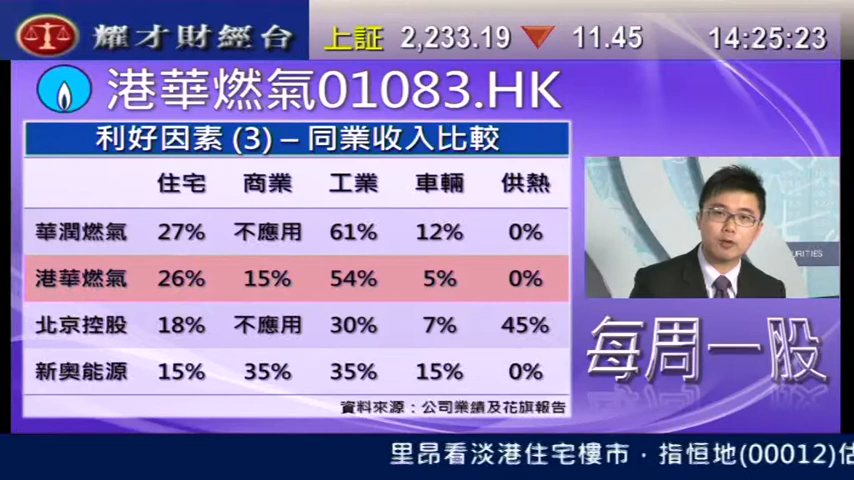 耀才財經台
上証 2,233.19 11.45 14:25:23
港華燃氣01083.HK
利好因素 (3) – 同業收入比較
住宅 商業 工業 車輛 供熱
華潤燃氣 27% 不應用 61% 12% 0%
港華燃氣 26% 15% 54% 5% 0%
北京控股 18% 不應用 30% 7% 45%
新奧能源 15% 35% 35% 15% 0%
資料來源：公司業績及花旗報告
URITIES
每周一股
里昂看淡港住宅樓市．指恒地(00012)估